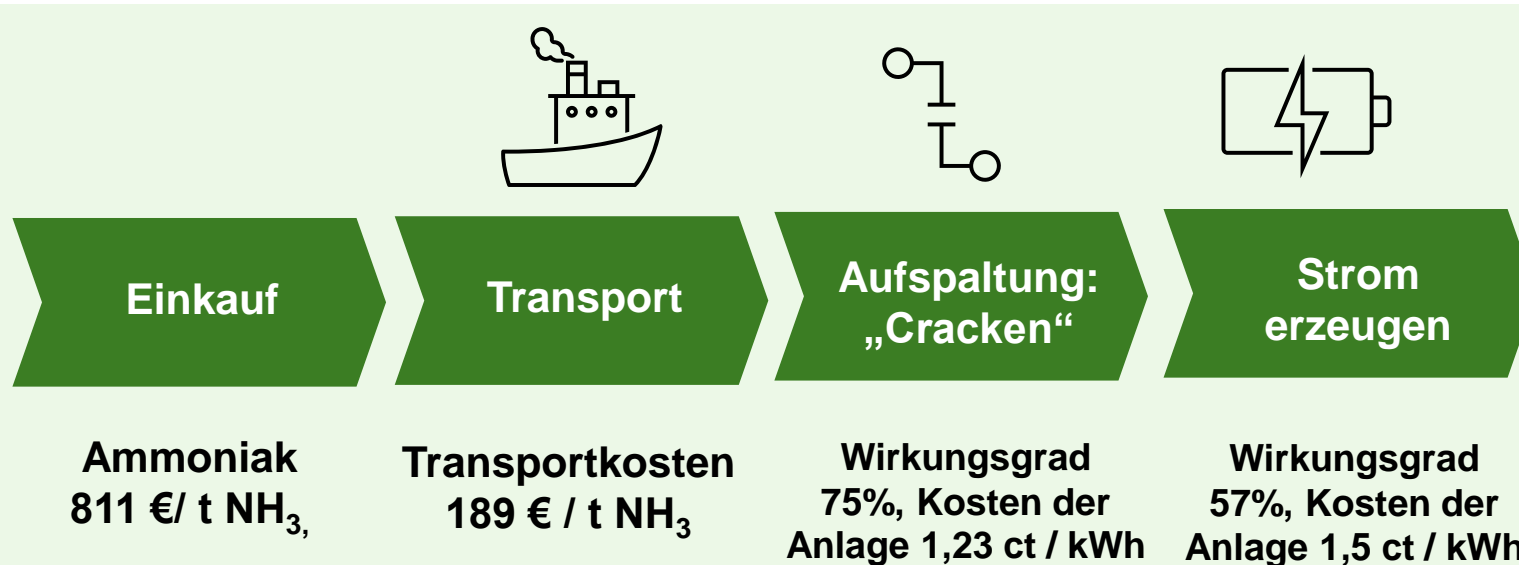 Einkauf
Transport
Aufspaltung:
„Cracken“
Strom
erzeugen
Ammoniak
811 €/ t NH₃,
Transportkosten
189 € / t NH₃
Wirkungsgrad
75%, Kosten der
Anlage 1,23 ct / kWh
Wirkungsgrad
57%, Kosten der
Anlage 1,5 ct / kWh